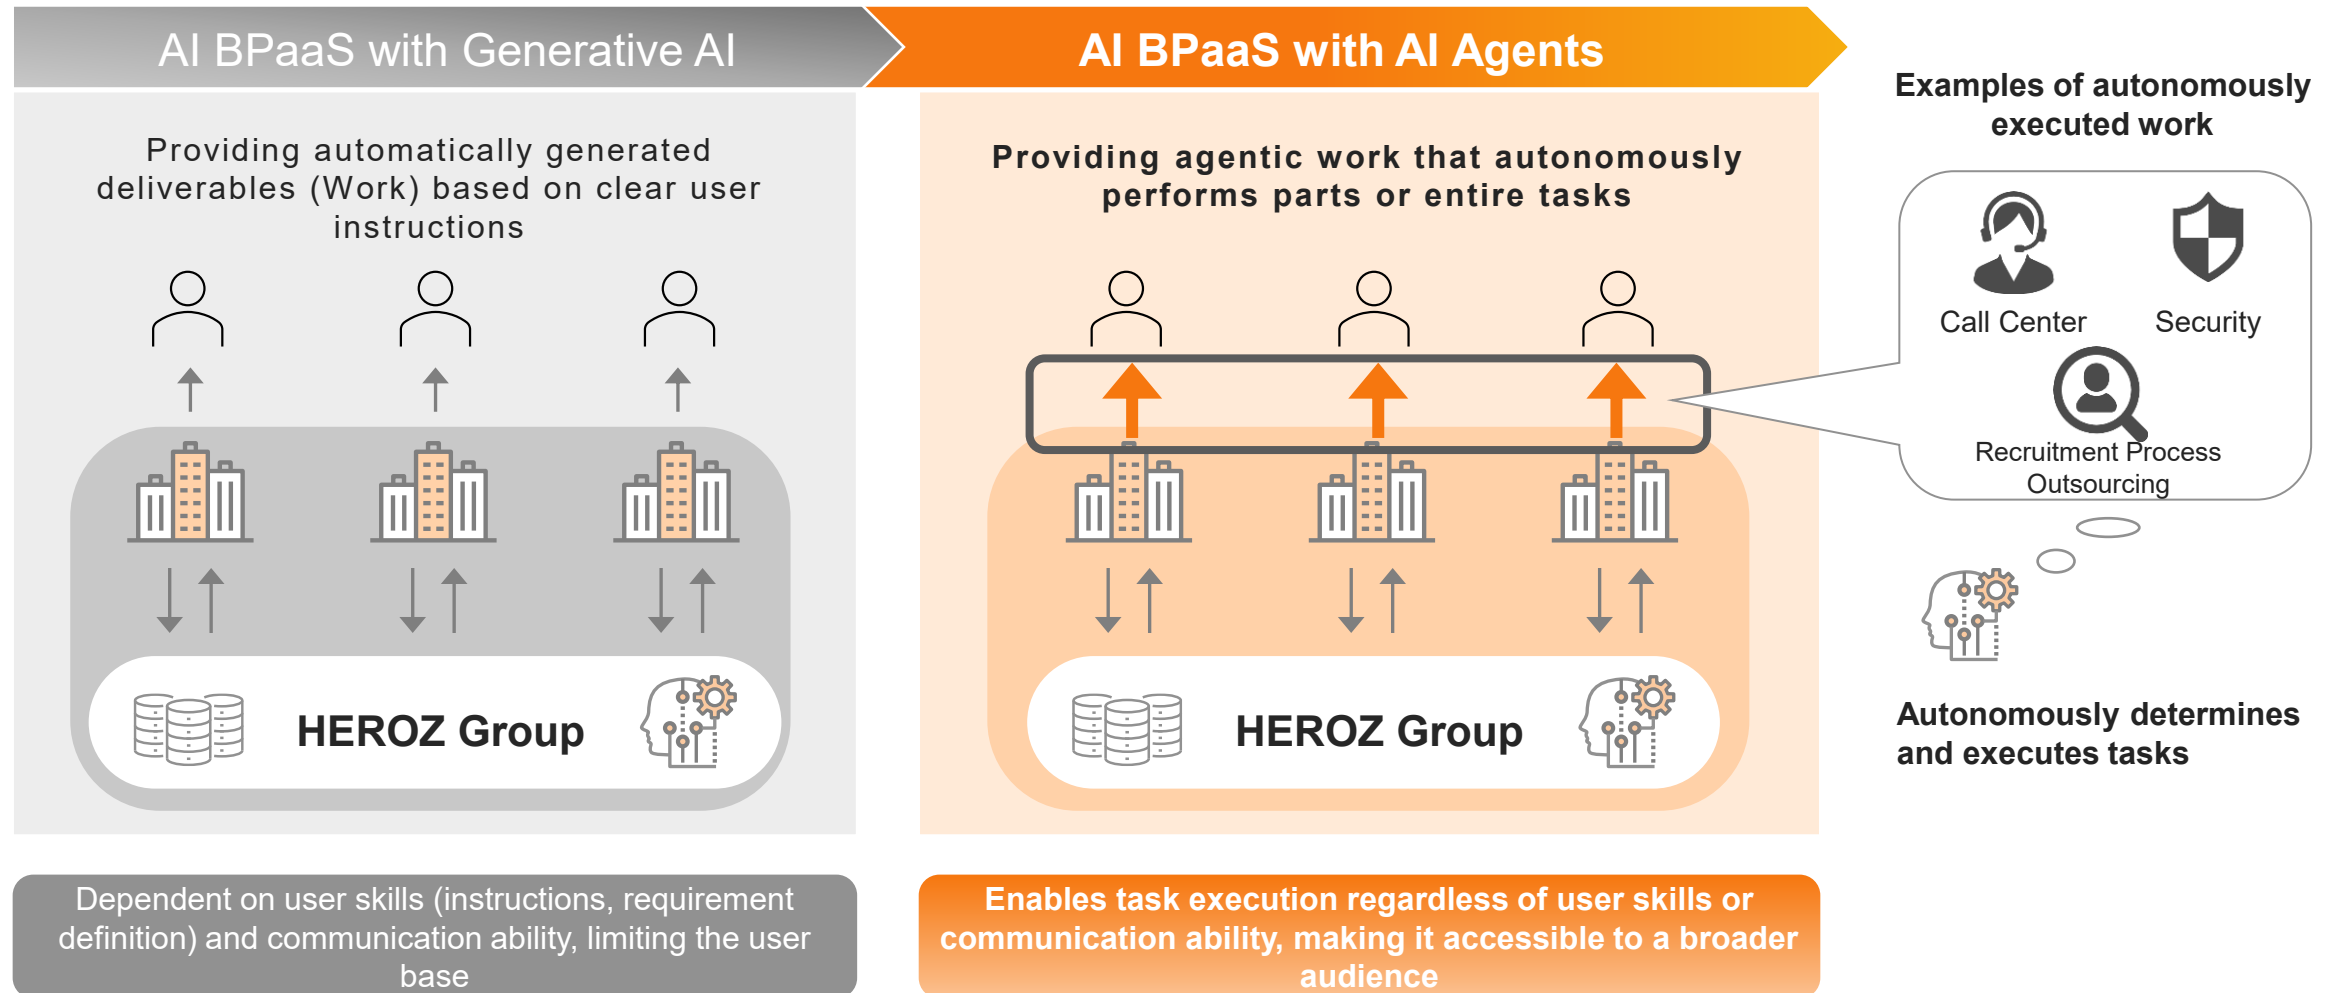 AI BPaaS with Generative AI
AI BPaaS with AI Agents
Providing automatically generated
deliverables (Work) based on clear user
instructions
HEROZ Group
Dependent on user skills (instructions, requirement
definition) and communication ability, limiting the user
base
Providing agentic work that autonomously
performs parts or entire tasks
HEROZ Group
Enables task execution regardless of user skills or
communication ability, making it accessible to a broader
audience
Examples of autonomously
executed work
Call Center
Security
Recruitment Process
Outsourcing
Autonomously determines
and executes tasks